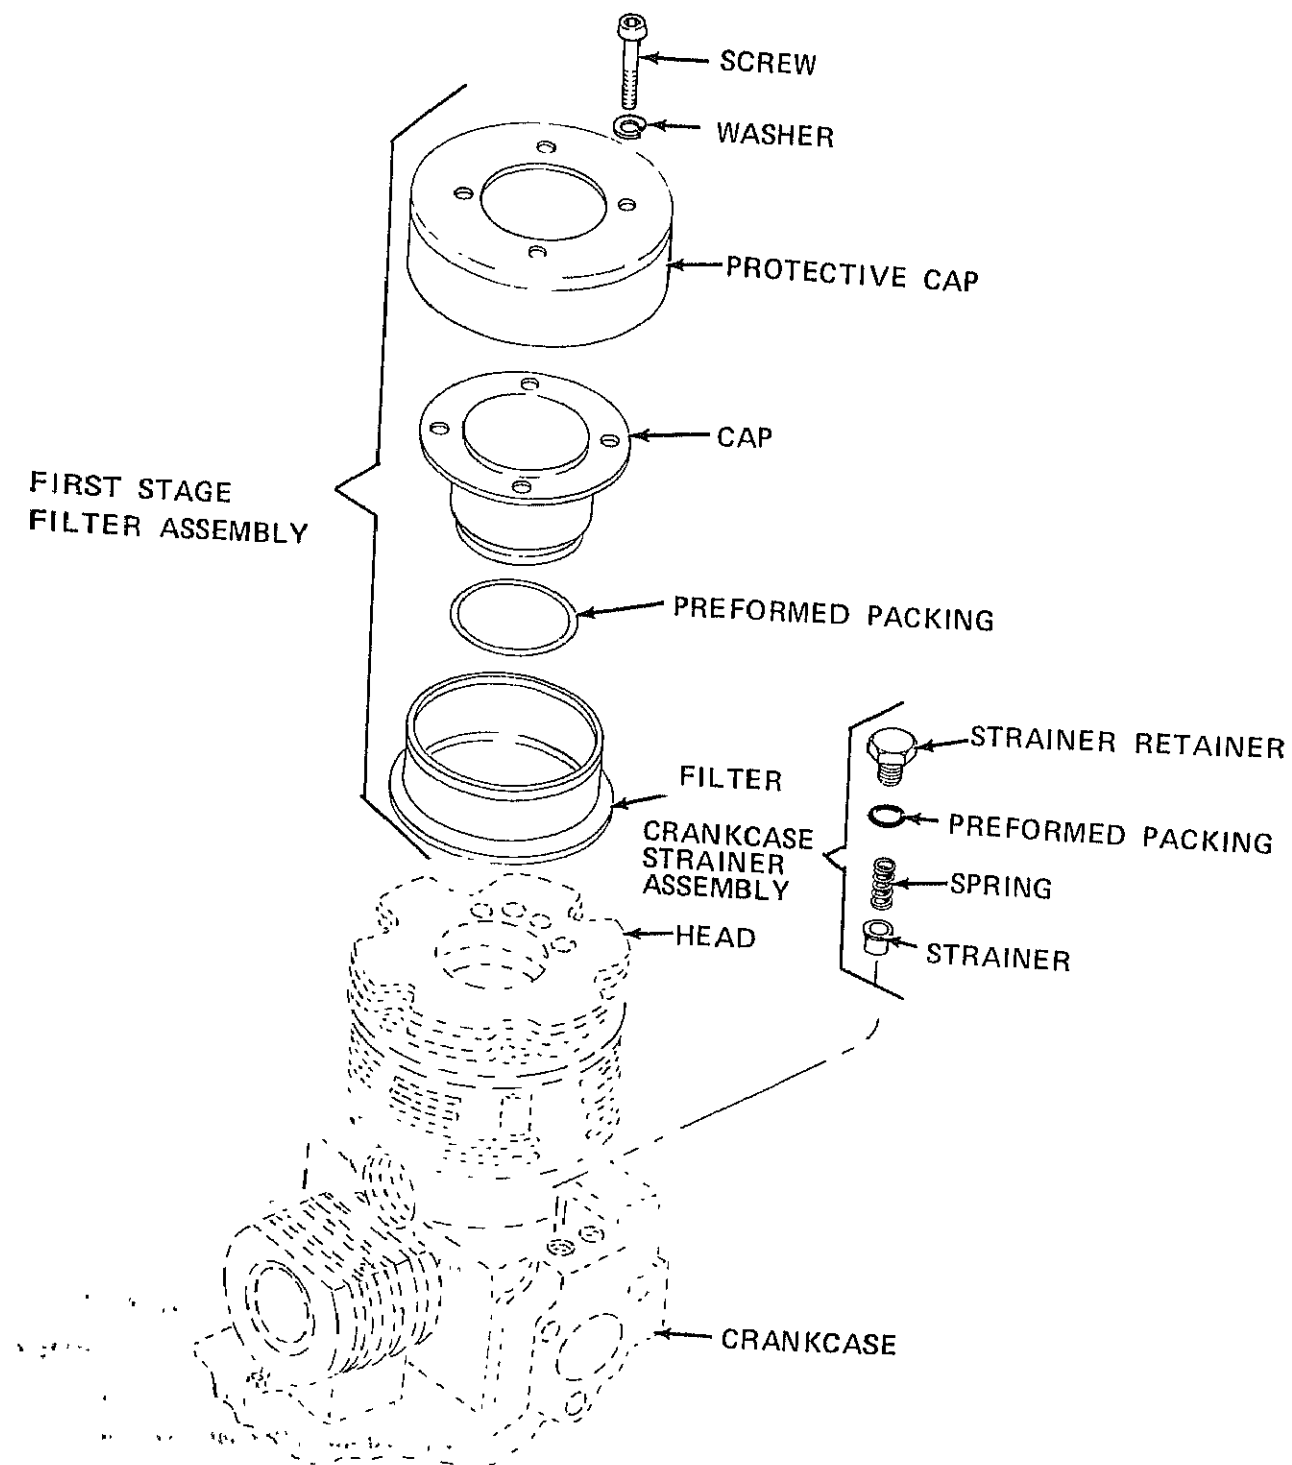 SCREW
WASHER
PROTECTIVE CAP
CAP
FIRST STAGE
FILTER ASSEMBLY
PREFORMED PACKING
FILTER
STRAINER RETAINER
PREFORMED PACKING
CRANKCASE
STRAINER
ASSEMBLY
SPRING
HEAD
STRAINER
CRANKCASE